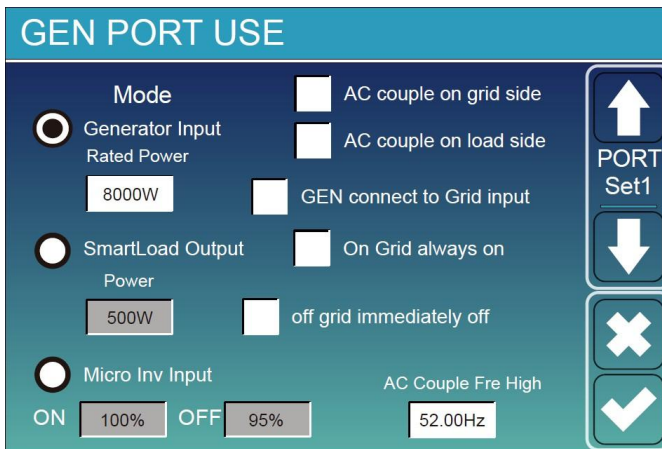 GEN PORT USE
Mode
AC couple on grid side
Generator Input
AC couple on load side
Rated Power
8000W
GEN connect to Grid input
PORT
Set1
SmartLoad Output
On Grid always on
Power
500W
off grid immediately off
Micro Inv Input
AC Couple Fre High
ON 100% OFF 95%
52.00Hz